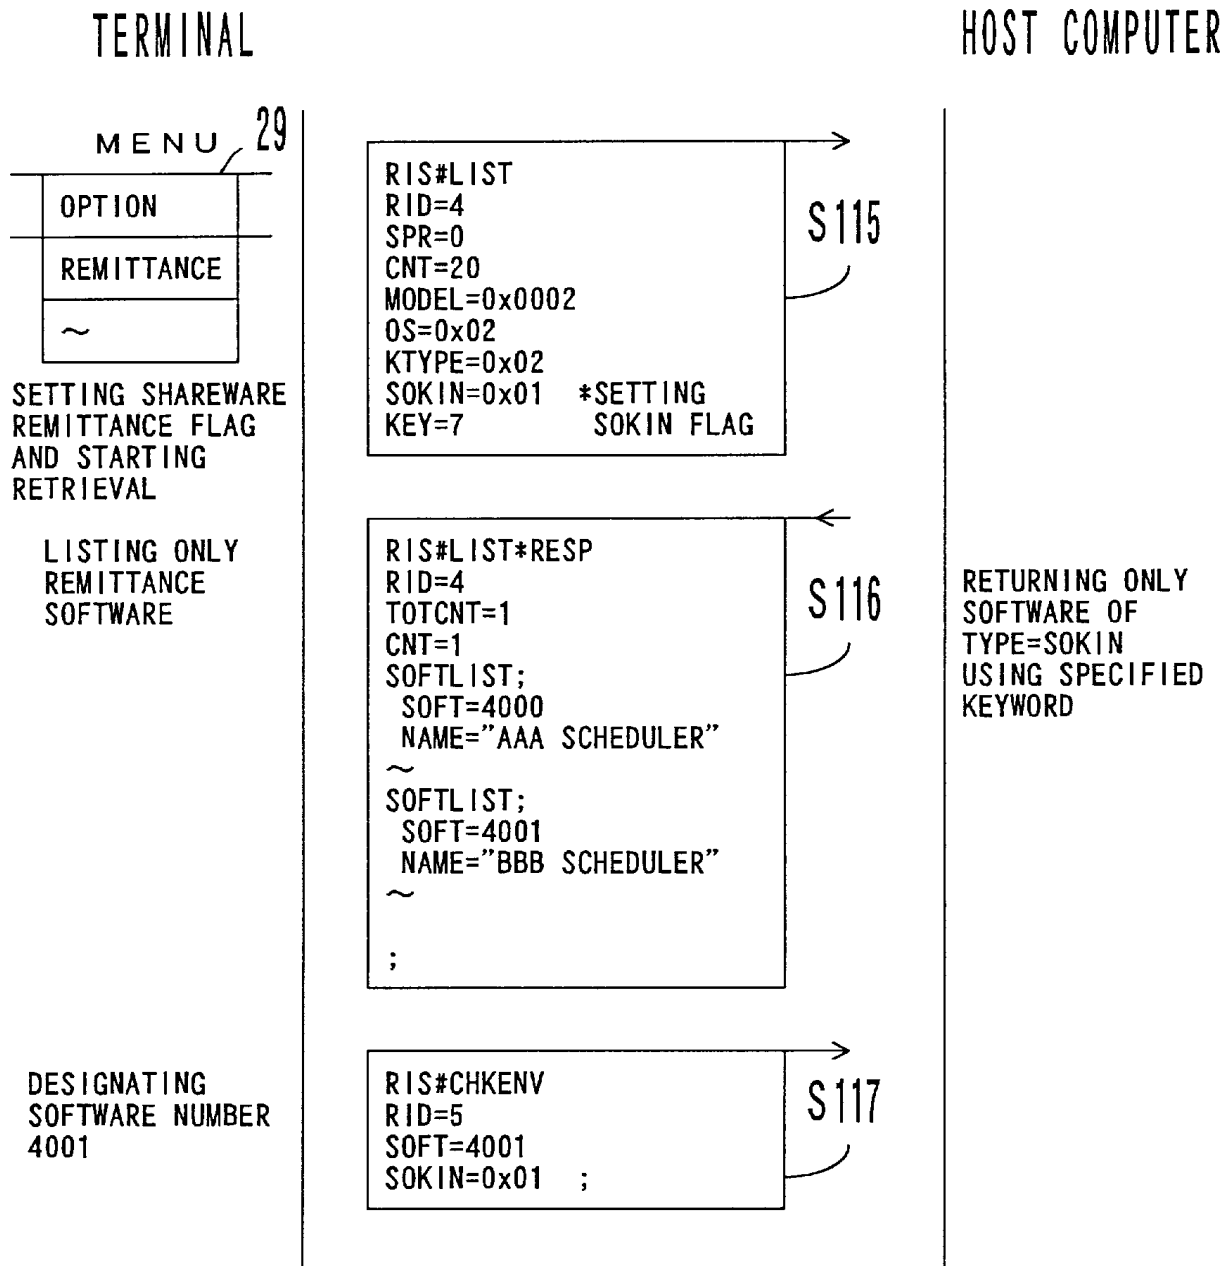 TERMINAL
HOST COMPUTER
MENU
29
OPTION
REMITTANCE
~
SETTING SHAREWARE
REMITTANCE FLAG
AND STARTING
RETRIEVAL
RIS#LIST
RID=4
SPR=0
CNT=20
MODEL=0x0002
OS=0x02
KTYPE=0x02
SOKIN=0x01 *SETTING
KEY=7 SOKIN FLAG
S115
LISTING ONLY
REMITTANCE
SOFTWARE
RIS#LIST*RESP
RID=4
TOTCNT=1
CNT=1
SOFTLIST;
SOFT=4000
NAME="AAA SCHEDULER"
~
SOFTLIST;
SOFT=4001
NAME="BBB SCHEDULER"
~
;
S116
RETURNING ONLY
SOFTWARE OF
TYPE=SOKIN
USING SPECIFIED
KEYWORD
DESIGNATING
SOFTWARE NUMBER
4001
RIS#CHKENV
RID=5
SOFT=4001
SOKIN=0x01 ;
S117